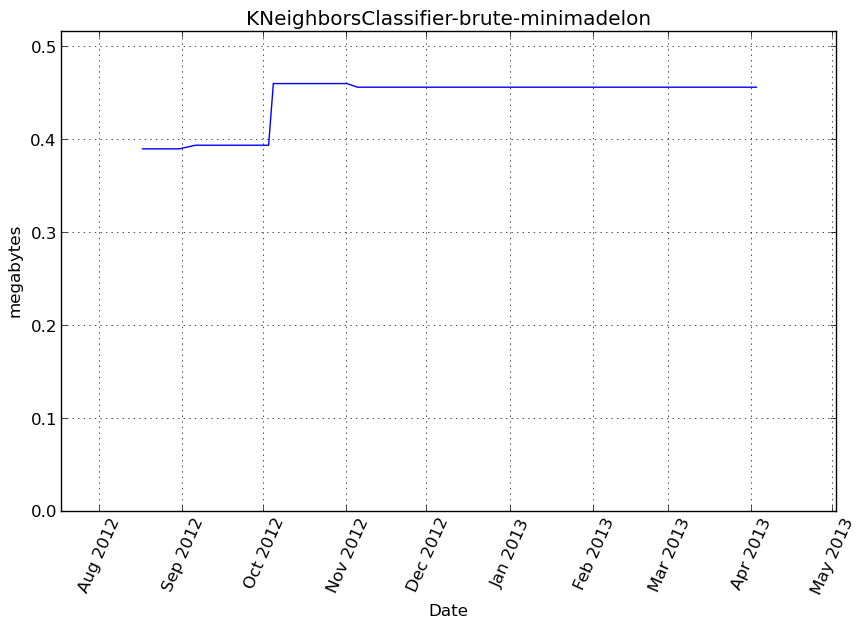 KNeighborsClassifier-brute-minimadelon
0.5
0.4
0.3
0.2
0.1
0.0
megabytes
Aug 2012
Sep 2012
Oct 2012
Nov 2012
Dec 2012
Jan 2013
Feb 2013
Mar 2013
Apr 2013
May 2013
Date